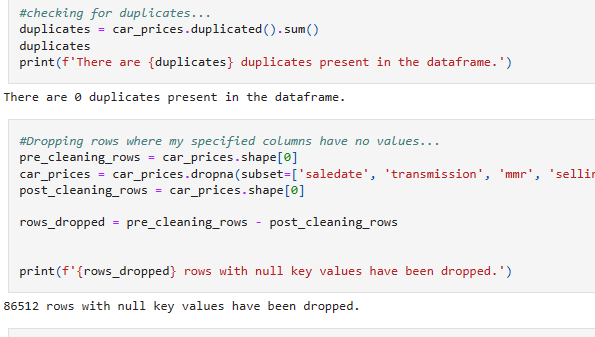 #checking for duplicates...
duplicates = car_prices.duplicated().sum()
duplicates
print(f'There are {duplicates} duplicates present in the dataframe.')
There are 0 duplicates present in the dataframe.
#Dropping rows where my specified columns have no values...
pre_cleaning_rows = car_prices.shape[0]
car_prices = car_prices.dropna(subset=['saledate', 'transmission', 'mmr', 'sellin
post_cleaning_rows = car_prices.shape[0]
rows_dropped = pre_cleaning_rows - post_cleaning_rows
print(f'{rows_dropped} rows with null key values have been dropped.')
86512 rows with null key values have been dropped.